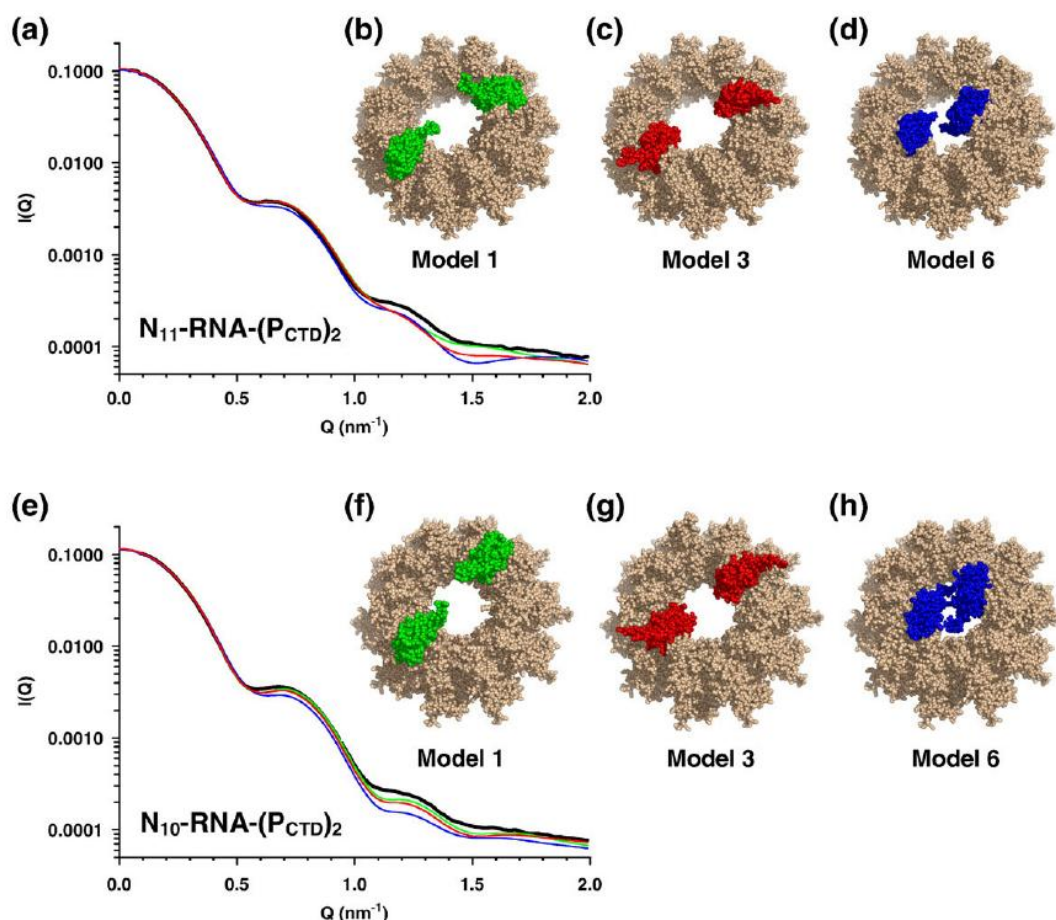 (a)
(b)
(c)
(d)
0.1000
0.0100
0.0010
0.0001
I(Q)
Model 1
Model 3
Model 6
N₁₁-RNA-(P_CTD)₂
0.0 0.5 1.0 1.5 2.0
Q (nm⁻¹)
(e)
(f)
(g)
(h)
0.1000
0.0100
0.0010
0.0001
I(Q)
Model 1
Model 3
Model 6
N₁₀-RNA-(P_CTD)₂
0.0 0.5 1.0 1.5 2.0
Q (nm⁻¹)